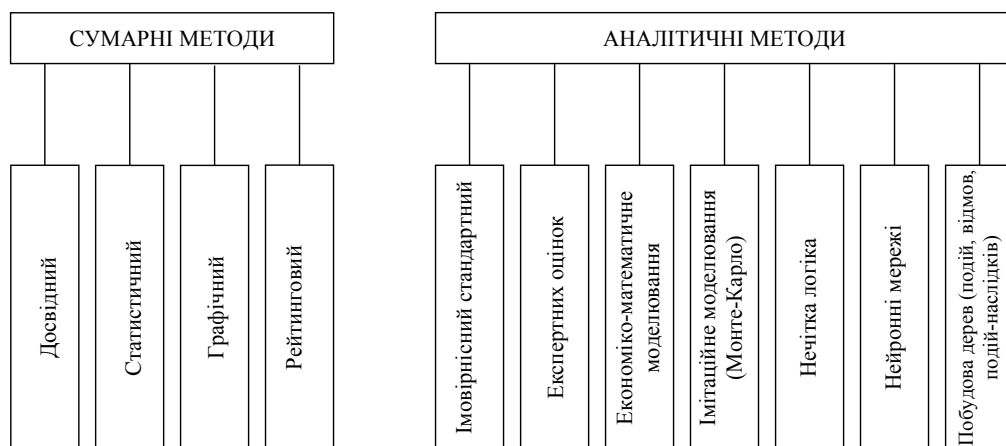 СУМАРНІ МЕТОДИ
АНАЛІТИЧНІ МЕТОДИ
Досвідний
Статистичний
Графічний
Рейтинговий
Імовірнісний стандартний
Експертних оцінок
Економіко-математичне
моделювання
Імітаційне моделювання
(Монте-Карло)
Нечітка логіка
Нейронні мережі
Побудова дерев (подій, відмов,
подій-наслідків)